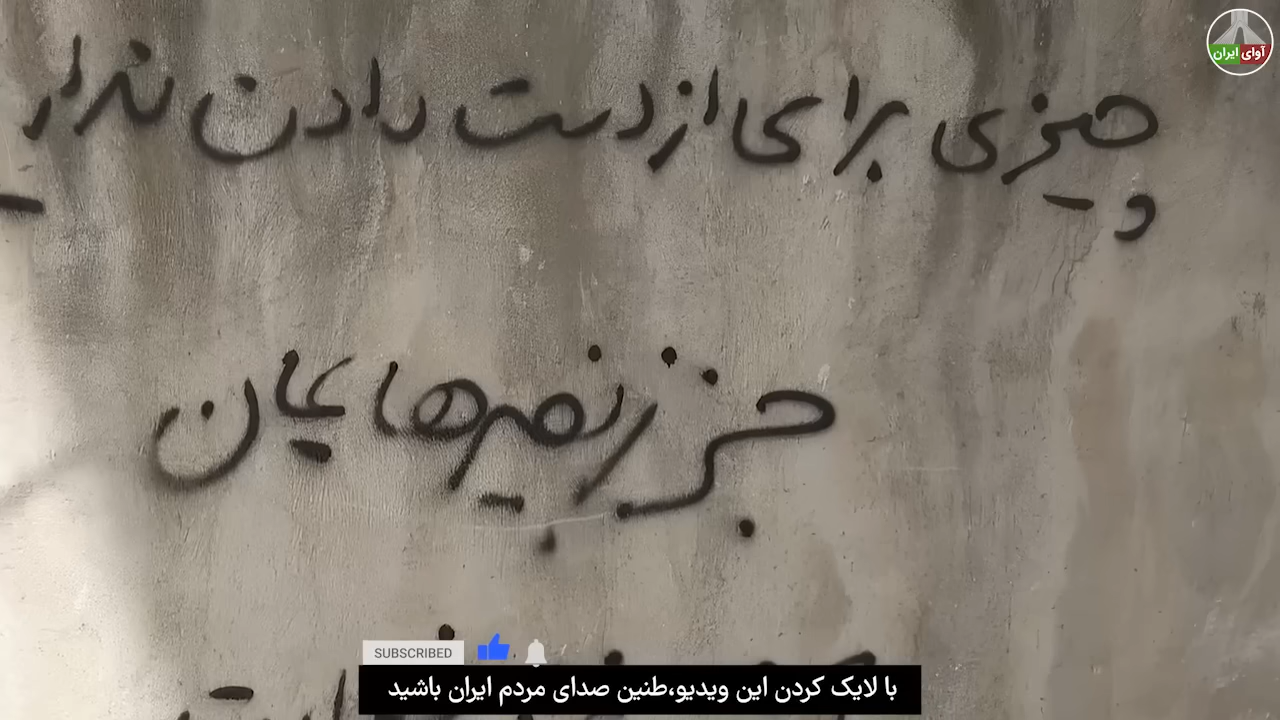 آوای ایران
چیزی برای از دست دادن ندار
جز زنجیرهایمان
SUBSCRIBED
با لایک کردن این ویدیو،طنین صدای مردم ایران باشید